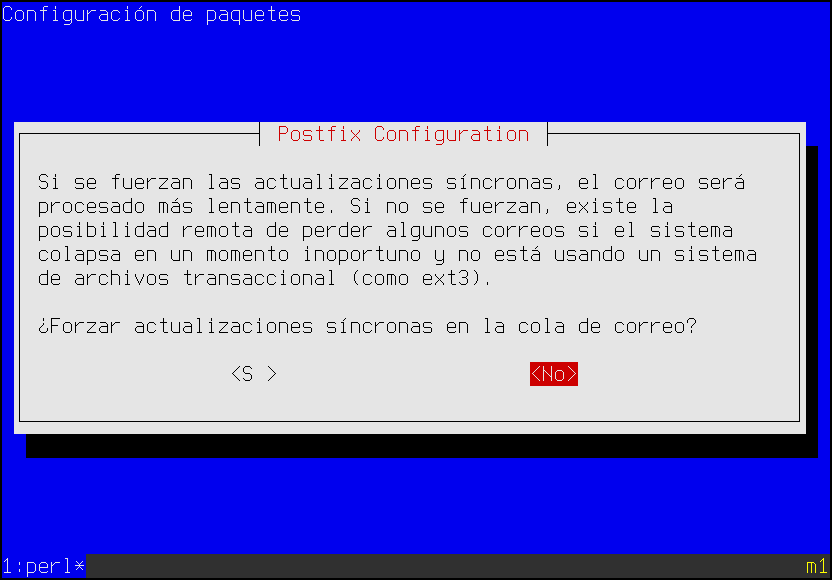 Configuración de paquetes
Postfix Configuration
Si se fuerzan las actualizaciones síncronas, el correo será
procesado más lentamente. Si no se fuerzan, existe la
posibilidad remota de perder algunos correos si el sistema
colapsa en un momento inoportuno y no está usando un sistema
de archivos transaccional (como ext3).
¿Forzar actualizaciones síncronas en la cola de correo?
<S > <No>
1:perl* m1